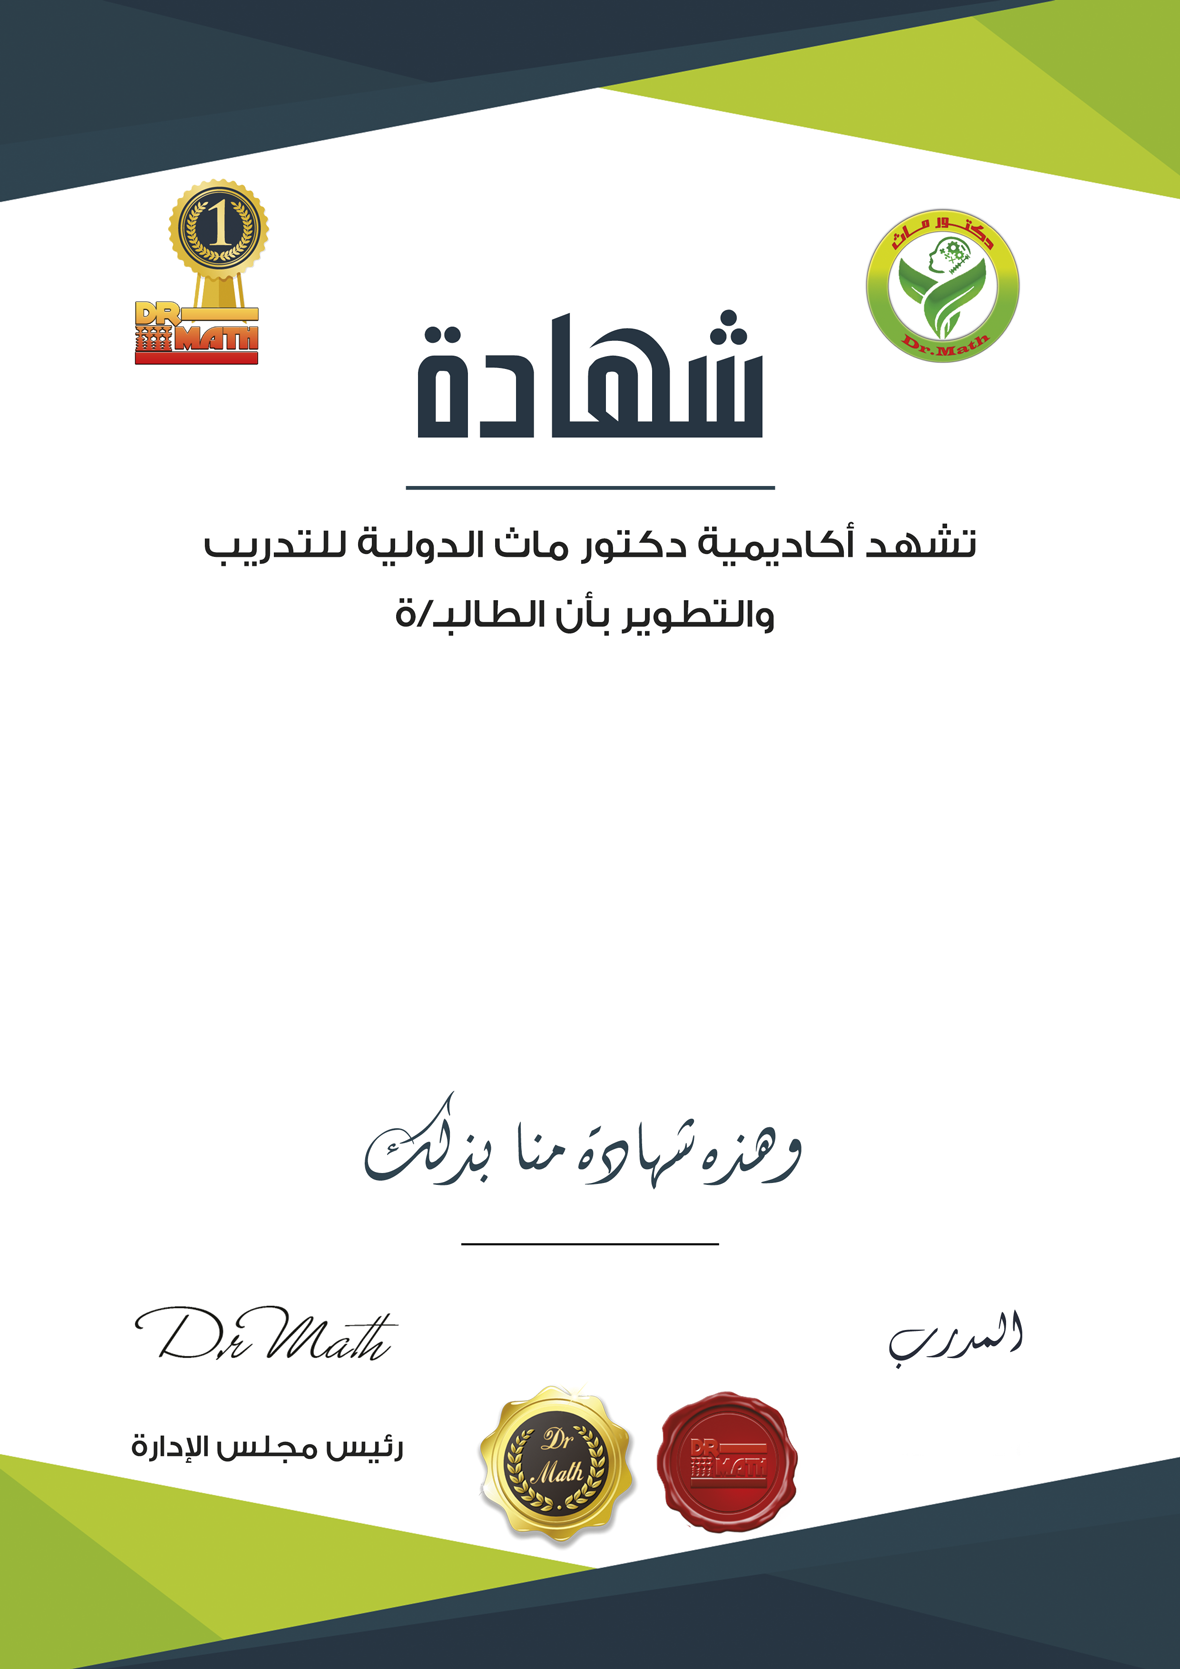 1
DR
MATH
دكتور ماث
Dr.Math
شهادة
تشهد أكاديمية دكتور ماث الدولية للتدريب
والتطوير بأن الطالبـ/ة
وهذه شهادة منا بذلك
المدرب
Dr Math
رئيس مجلس الإدارة
Dr
Math
DR
MATH